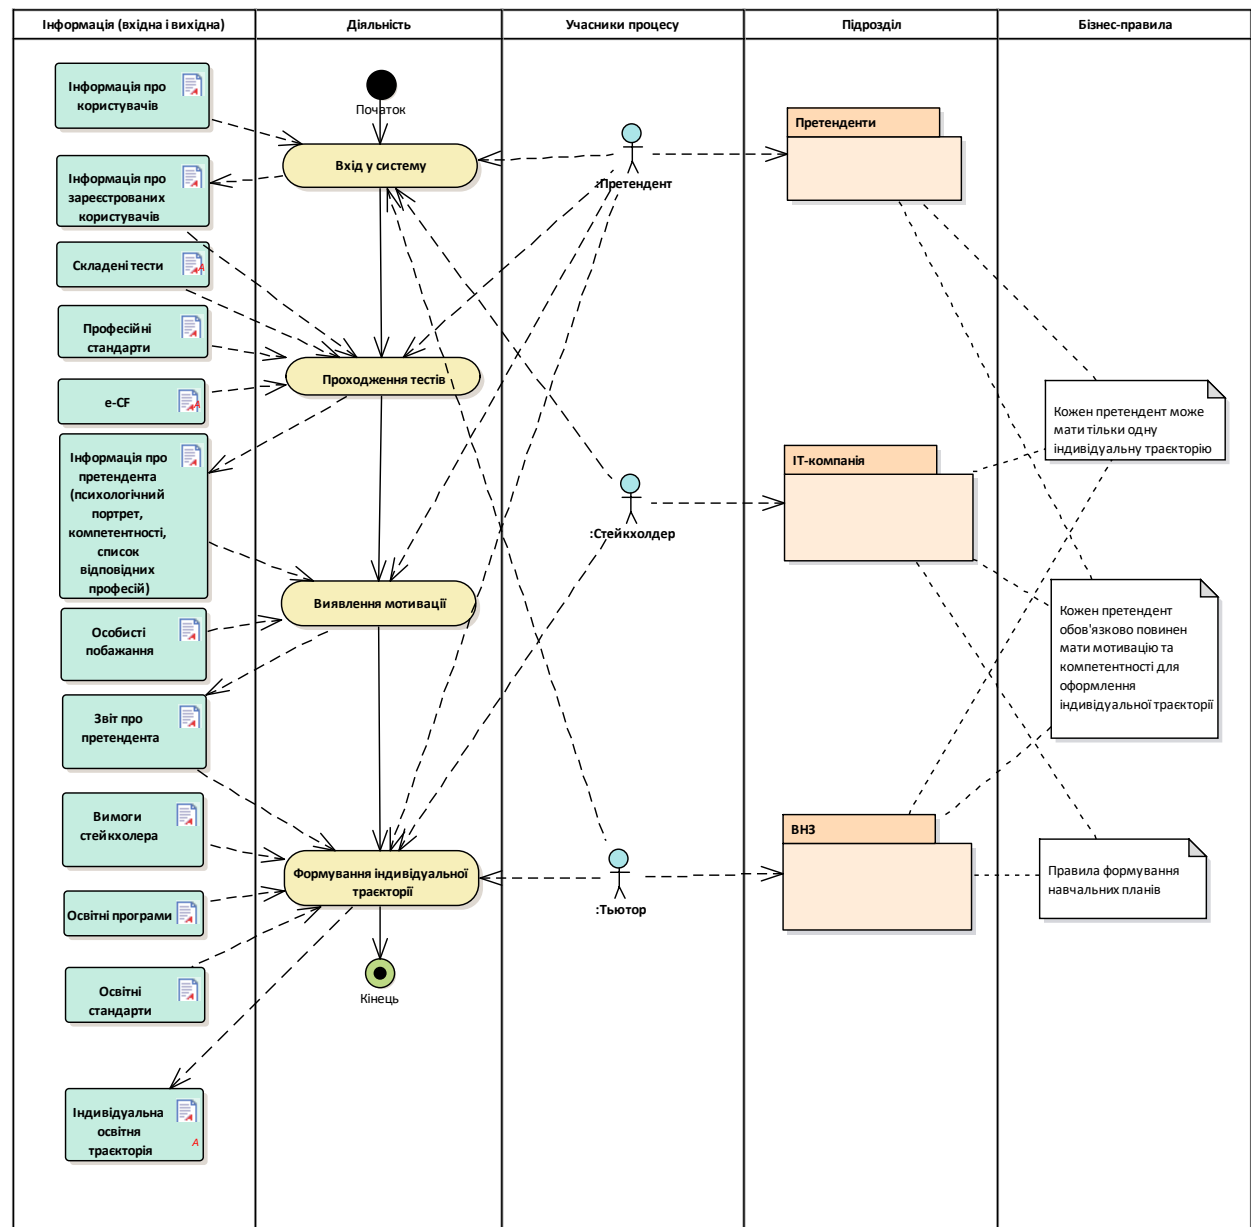 Інформація (вхідна і вихідна)
Діяльність
Учасники процесу
Підрозділ
Бізнес-правила
Інформація про
користувачів
Інформація про
зареєстрованих
користувачів
Складені тести
Професійні
стандарти
e-CF
Інформація про
претендента
(психологічний
портрет,
компетентності,
список
відповідних
професій)
Особисті
побажання
Звіт про
претендента
Вимоги
стейкхолера
Освітні програми
Освітні
стандарти
Індивідуальна
освітня
траєкторія
Початок
Вхід у систему
Проходження тестів
Виявлення мотивації
Формування індивідуальної
траєкторії
Кінець
:Претендент
:Стейкхолдер
:Тьютор
Претенденти
ІТ-компанія
ВНЗ
Кожен претендент може
мати тільки одну
індивідуальну траєкторію
Кожен претендент
обов'язково повинен
мати мотивацію та
компетентності для
оформлення
індивідуальної траєкторії
Правила формування
навчальних планів